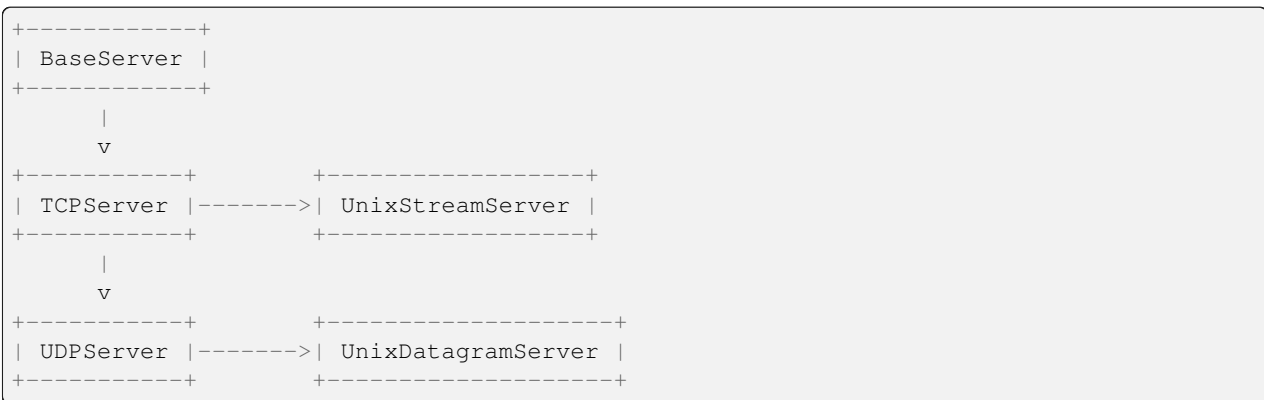 +------------+
| BaseServer |
+------------+
      |
      v
+-----------+        +------------------+
| TCPServer |------->| UnixStreamServer |
+-----------+        +------------------+
      |
      v
+-----------+        +--------------------+
| UDPServer |------->| UnixDatagramServer |
+-----------+        +--------------------+